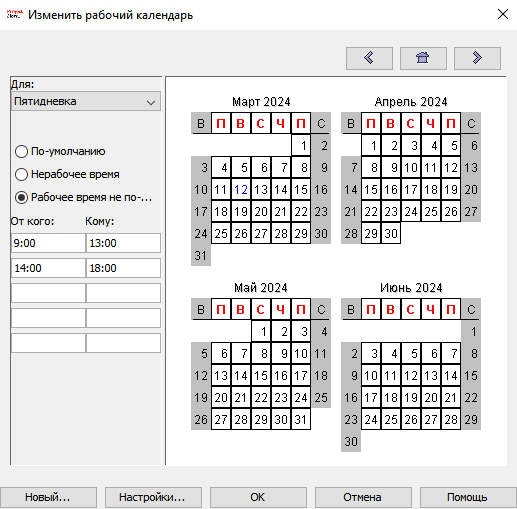 Изменить рабочий календарь
Для:
Пятидневка
По-умолчанию
Нерабочее время
Рабочее время не по-...
От кого: Кому:
9:00 13:00
14:00 18:00
Март 2024
В П В С Ч П С
1 2
3 4 5 6 7 8 9
10 11 12 13 14 15 16
17 18 19 20 21 22 23
24 25 26 27 28 29 30
31
Апрель 2024
В П В С Ч П С
1 2 3 4 5 6
7 8 9 10 11 12 13
14 15 16 17 18 19 20
21 22 23 24 25 26 27
28 29 30
Май 2024
В П В С Ч П С
1 2 3 4
5 6 7 8 9 10 11
12 13 14 15 16 17 18
19 20 21 22 23 24 25
26 27 28 29 30 31
Июнь 2024
В П В С Ч П С
1
2 3 4 5 6 7 8
9 10 11 12 13 14 15
16 17 18 19 20 21 22
23 24 25 26 27 28 29
30
Новый... Настройки... OK Отмена Помощь